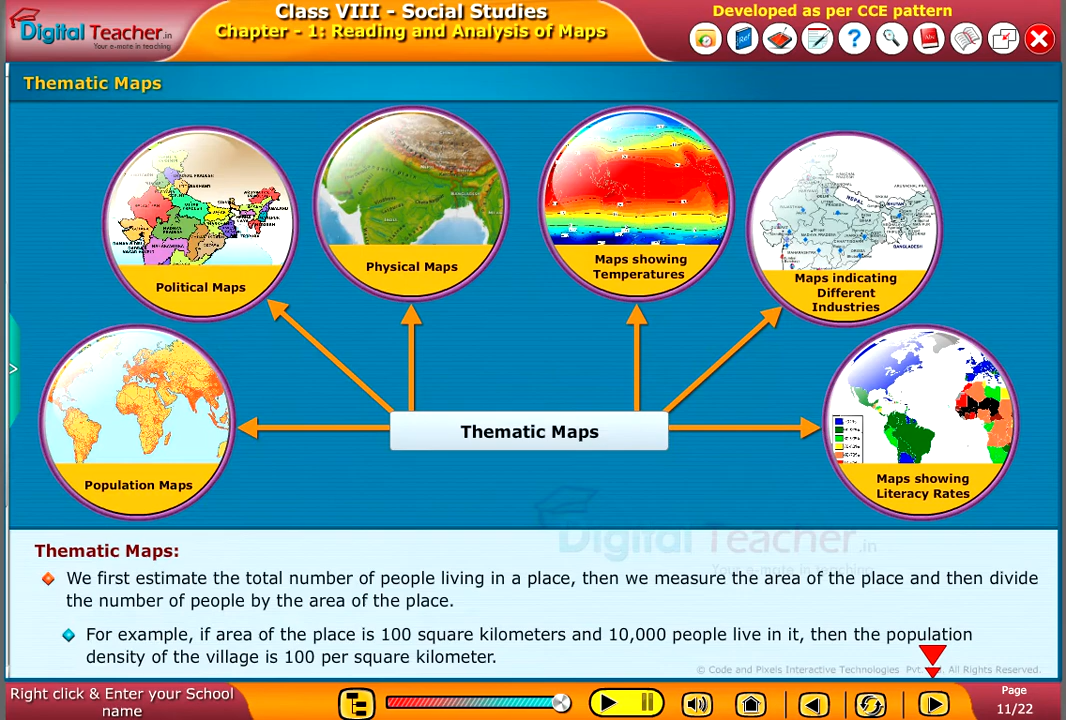 Class VIII - Social Studies
Chapter - 1: Reading and Analysis of Maps
Developed as per CCE pattern
Digital Teacher.in
Your e-mate in teaching
Thematic Maps
Political Maps
Physical Maps
Maps showing
Temperatures
Maps indicating
Different
Industries
Population Maps
Thematic Maps
Maps showing
Literacy Rates
Digital Teacher.in
Your e-mate in teaching
Thematic Maps:
We first estimate the total number of people living in a place, then we measure the area of the place and then divide
the number of people by the area of the place.
For example, if area of the place is 100 square kilometers and 10,000 people live in it, then the population
density of the village is 100 per square kilometer.
© Code and Pixels Interactive Technologies Pvt. All Rights Reserved.
Right click & Enter your School
name
Page
11/22